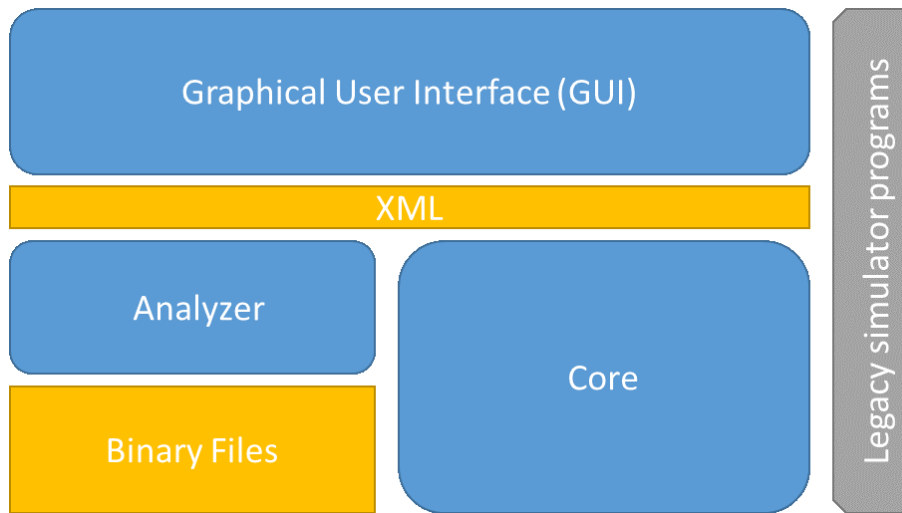 Graphical User Interface (GUI)
XML
Analyzer
Core
Binary Files
Legacy simulator programs